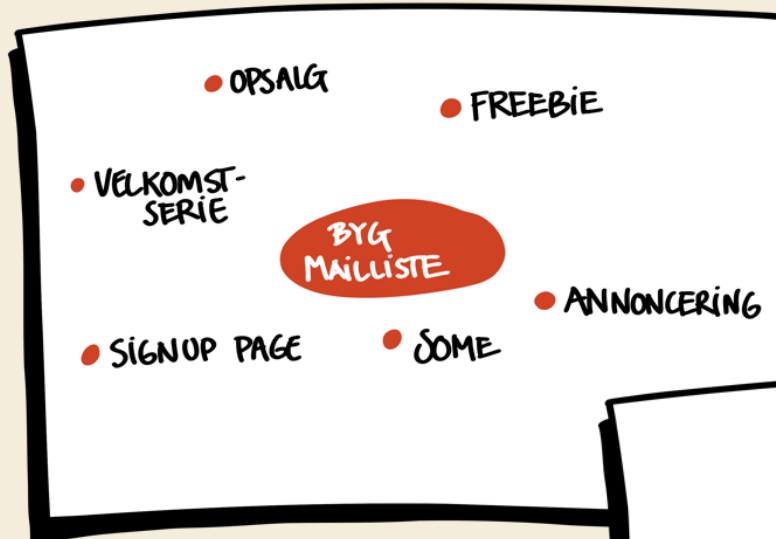 OPSALG
FREEBIE
VELKOMST-
SERIE
BYG
MAILLISTE
ANNONCERING
SIGNUP PAGE
SOME